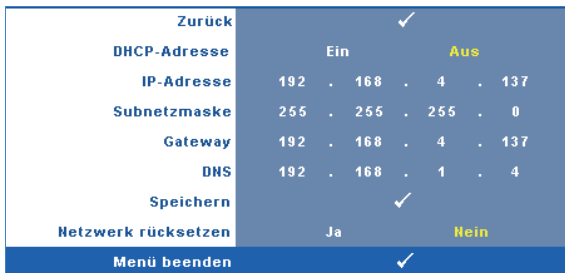 Zurück ✓
DHCP-Adresse Ein Aus
IP-Adresse 192 . 168 . 4 . 137
Subnetzmaske 255 . 255 . 255 . 0
Gateway 192 . 168 . 4 . 137
DNS 192 . 168 . 1 . 4
Speichern ✓
Netzwerk rücksetzen Ja Nein
Menü beenden ✓